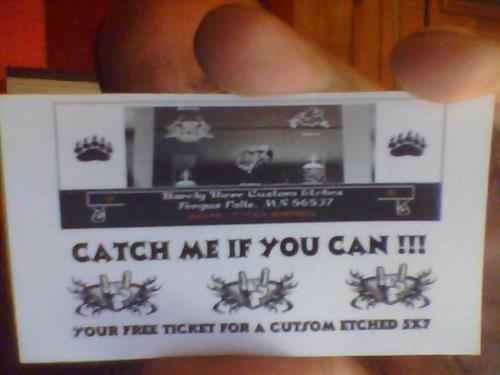 Barely There Custom Etches
Fergus Falls, MN 56537
CATCH ME IF YOU CAN !!!
YOUR FREE TICKET FOR A CUTSOM ETCHED 5X7